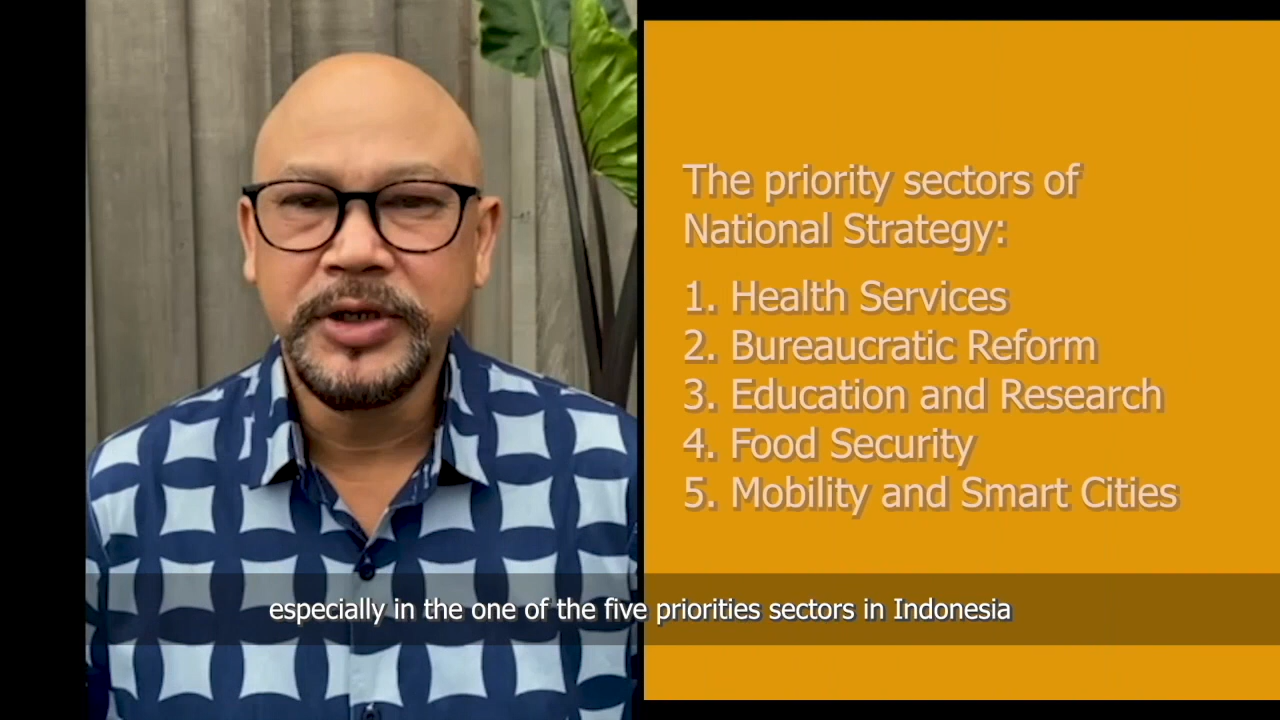 The priority sectors of
National Strategy:
1. Health Services
2. Bureaucratic Reform
3. Education and Research
4. Food Security
5. Mobility and Smart Cities
especially in the one of the five priorities sectors in Indonesia